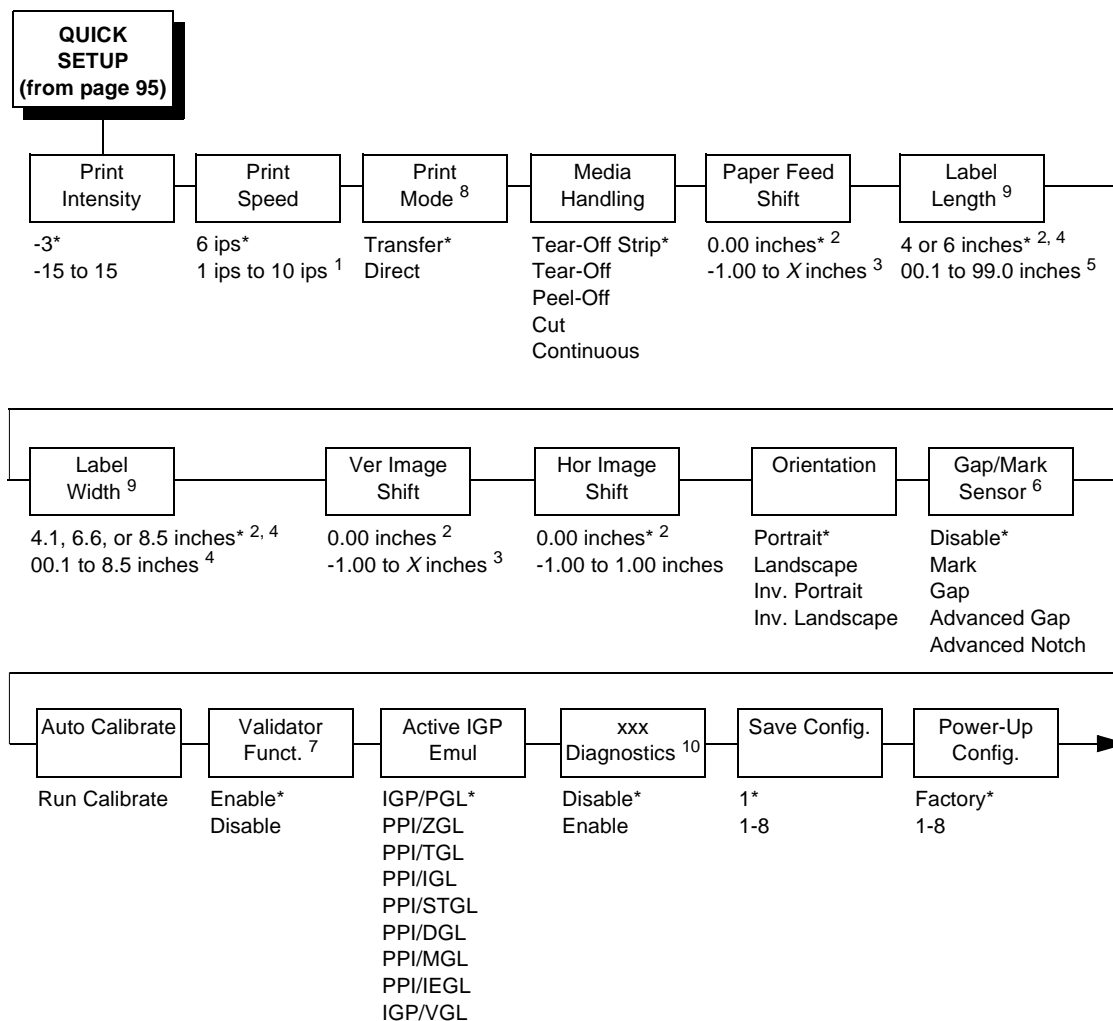 QUICK
SETUP
(from page 95)
Print
Intensity
-3*
-15 to 15
Print
Speed
6 ips*
1 ips to 10 ips 1
Print
Mode 8
Transfer*
Direct
Media
Handling
Tear-Off Strip*
Tear-Off
Peel-Off
Cut
Continuous
Paper Feed
Shift
0.00 inches* 2
-1.00 to X inches 3
Label
Length 9
4 or 6 inches* 2, 4
00.1 to 99.0 inches 5
Label
Width 9
4.1, 6.6, or 8.5 inches* 2, 4
00.1 to 8.5 inches 4
Ver Image
Shift
0.00 inches 2
-1.00 to X inches 3
Hor Image
Shift
0.00 inches* 2
-1.00 to 1.00 inches
Orientation
Portrait*
Landscape
Inv. Portrait
Inv. Landscape
Gap/Mark
Sensor 6
Disable*
Mark
Gap
Advanced Gap
Advanced Notch
Auto Calibrate
Run Calibrate
Validator
Funct. 7
Enable*
Disable
Active IGP
Emul
IGP/PGL*
PPI/ZGL
PPI/TGL
PPI/IGL
PPI/STGL
PPI/DGL
PPI/MGL
PPI/IEGL
IGP/VGL
xxx
Diagnostics 10
Disable*
Enable
Save Config.
1*
1-8
Power-Up
Config.
Factory*
1-8